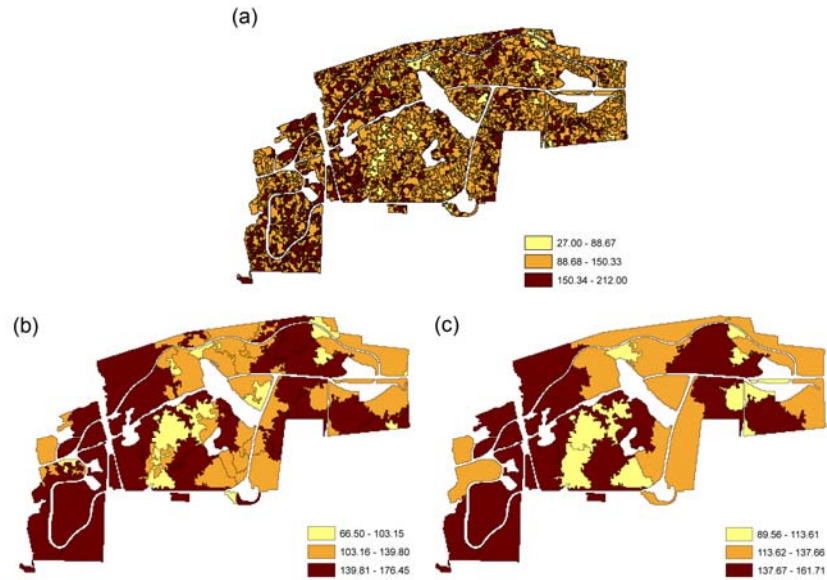 (a)
27.00 - 88.67
88.68 - 150.33
150.34 - 212.00
(b)
66.50 - 103.15
103.16 - 139.80
139.81 - 176.45
(c)
89.56 - 113.61
113.62 - 137.66
137.67 - 161.71